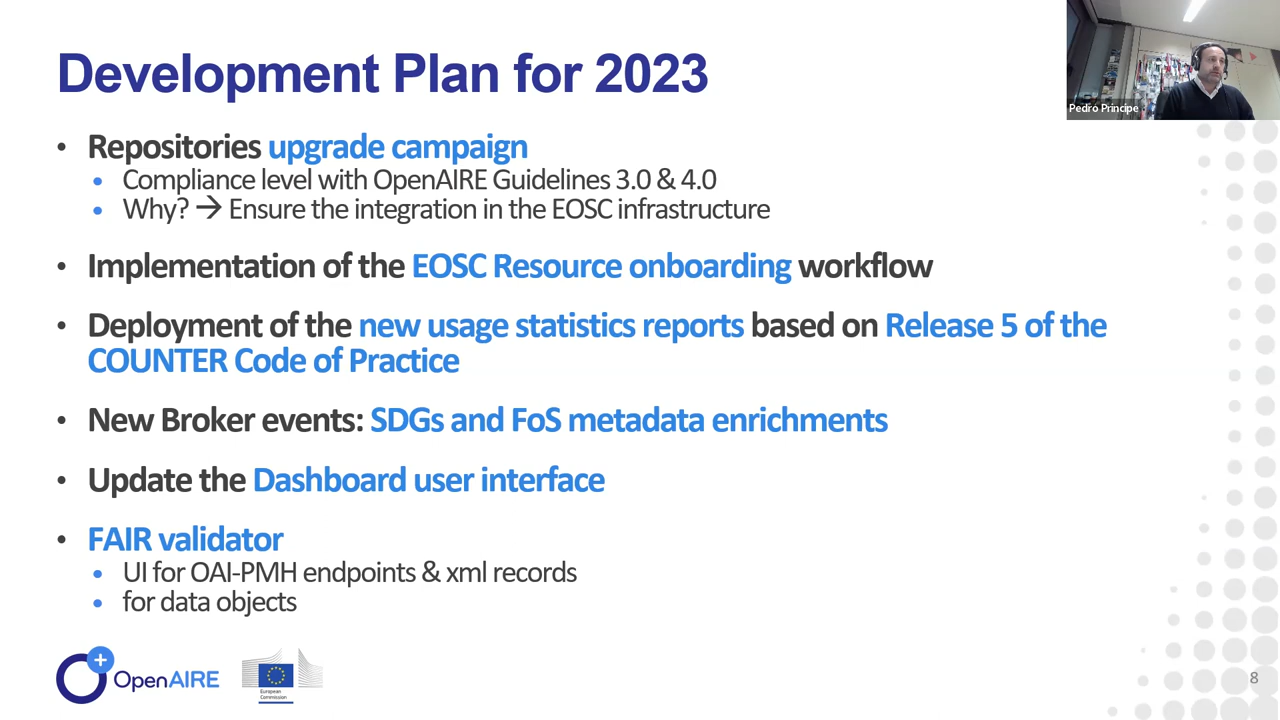 Development Plan for 2023
Pedro Príncipe
• Repositories upgrade campaign
• Compliance level with OpenAIRE Guidelines 3.0 & 4.0
• Why? → Ensure the integration in the EOSC infrastructure
• Implementation of the EOSC Resource onboarding workflow
• Deployment of the new usage statistics reports based on Release 5 of the
COUNTER Code of Practice
• New Broker events: SDGs and FoS metadata enrichments
• Update the Dashboard user interface
• FAIR validator
• UI for OAI-PMH endpoints & xml records
• for data objects
OpenAIRE
European
Commission
8